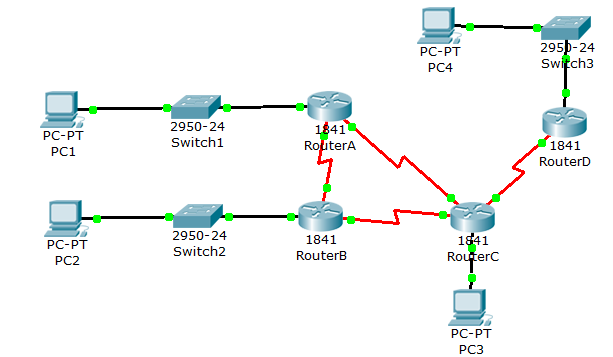 PC-PT
PC4
2950-24
Switch3
PC-PT
PC1
2950-24
Switch1
1841
RouterA
1841
RouterD
PC-PT
PC2
2950-24
Switch2
1841
RouterB
1841
RouterC
PC-PT
PC3